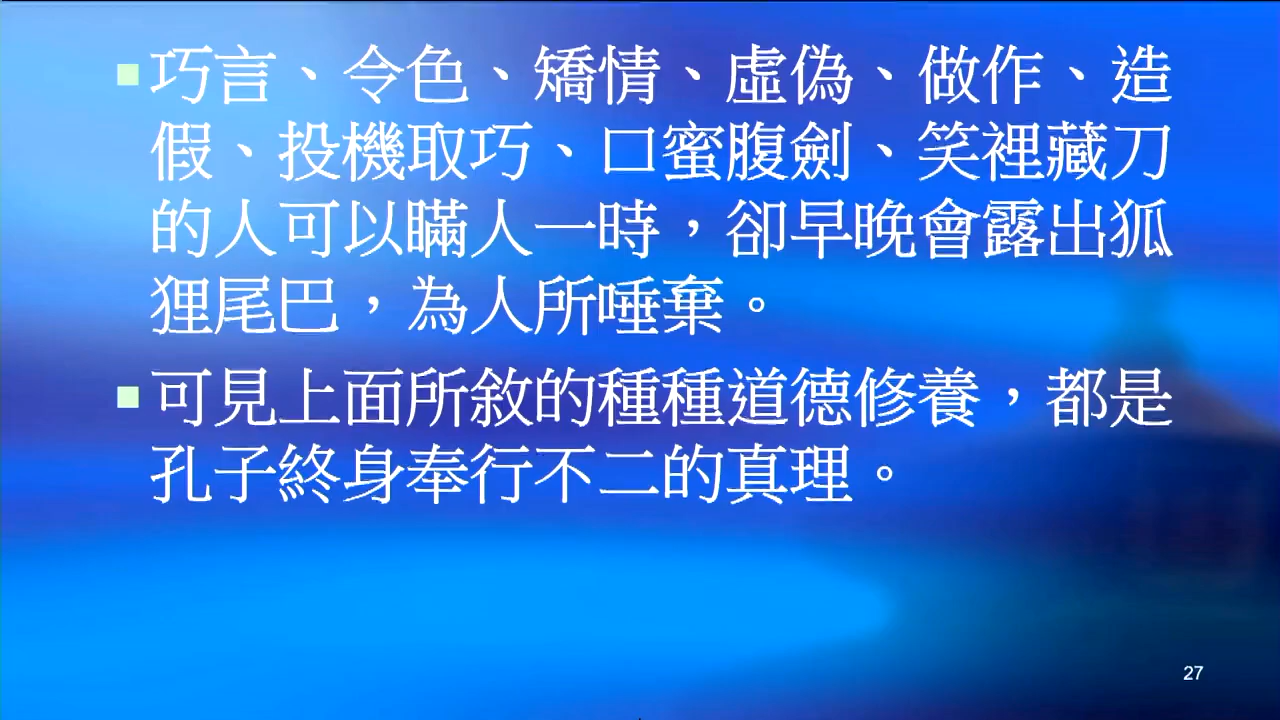 巧言、令色、矯情、虛偽、做作、造
假、投機取巧、口蜜腹劍、笑裡藏刀
的人可以瞞人一時，卻早晚會露出狐
狸尾巴，為人所唾棄。
可見上面所敘的種種道德修養，都是
孔子終身奉行不二的真理。
27